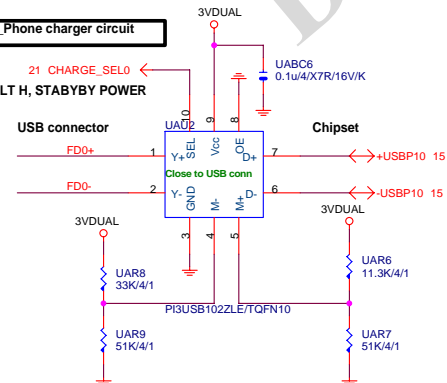 _Phone charger circuit
3VDUAL
21 CHARGE_SEL0
UABC6
0.1u/4/X7R/16V/K
LT H, STABYBY POWER
10 9 8
USB connector
UAU2
Chipset
SEL Vcc OE
FD0+ 1 Y+ D+ 7 +USBP10 15
Close to USB conn
FD0- 2 Y- D- 6 -USBP10 15
GND M- M+
3 4 5
3VDUAL
3VDUAL
UAR8
33K/4/1
UAR6
11.3K/4/1
PI3USB102ZLE/TQFN10
UAR9
51K/4/1
UAR7
51K/4/1